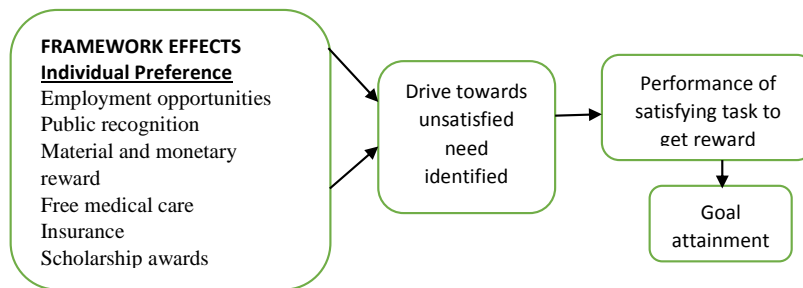 FRAMEWORK EFFECTS
Individual Preference
Employment opportunities
Public recognition
Material and monetary
reward
Free medical care
Insurance
Scholarship awards
Drive towards
unsatisfied
need
identified
Performance of
satisfying task to
get reward
Goal
attainment